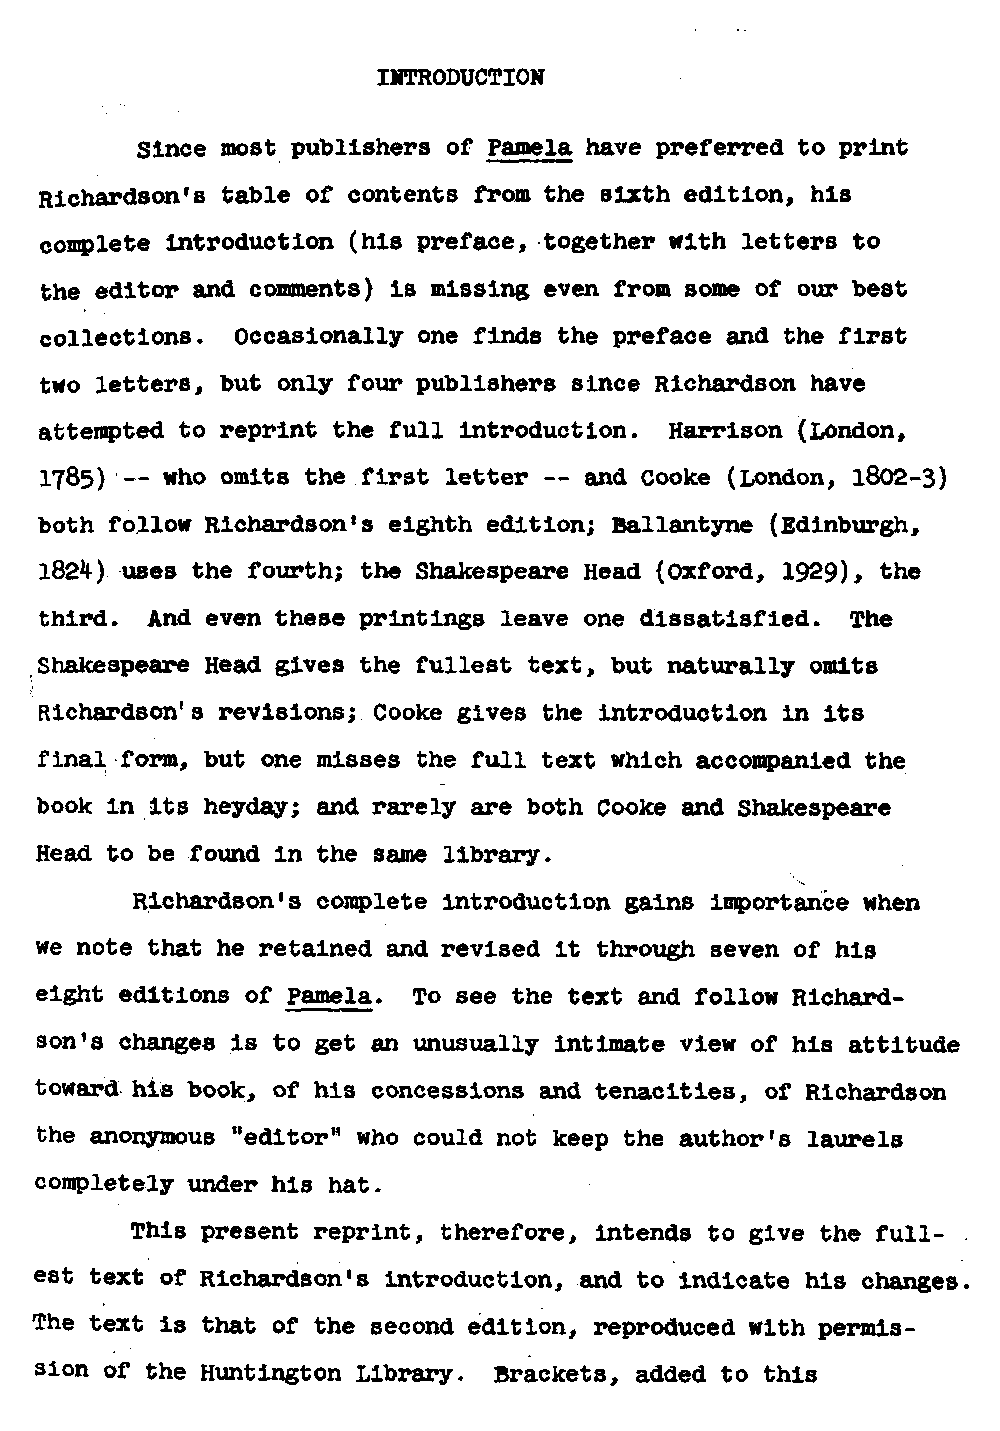 INTRODUCTION
Since most publishers of Pamela have preferred to print
Richardson's table of contents from the sixth edition, his
complete introduction (his preface, together with letters to
the editor and comments) is missing even from some of our best
collections. Occasionally one finds the preface and the first
two letters, but only four publishers since Richardson have
attempted to reprint the full introduction. Harrison (London,
1785) -- who omits the first letter -- and Cooke (London, 1802-3)
both follow Richardson's eighth edition; Ballantyne (Edinburgh,
1824) uses the fourth; the Shakespeare Head (Oxford, 1929), the
third. And even these printings leave one dissatisfied. The
Shakespeare Head gives the fullest text, but naturally omits
Richardson's revisions; Cooke gives the introduction in its
final form, but one misses the full text which accompanied the
book in its heyday; and rarely are both Cooke and Shakespeare
Head to be found in the same library.
Richardson's complete introduction gains importance when
we note that he retained and revised it through seven of his
eight editions of Pamela. To see the text and follow Richard-
son's changes is to get an unusually intimate view of his attitude
toward his book, of his concessions and tenacities, of Richardson
the anonymous "editor" who could not keep the author's laurels
completely under his hat.
This present reprint, therefore, intends to give the full-
est text of Richardson's introduction, and to indicate his changes.
The text is that of the second edition, reproduced with permis-
sion of the Huntington Library. Brackets, added to this